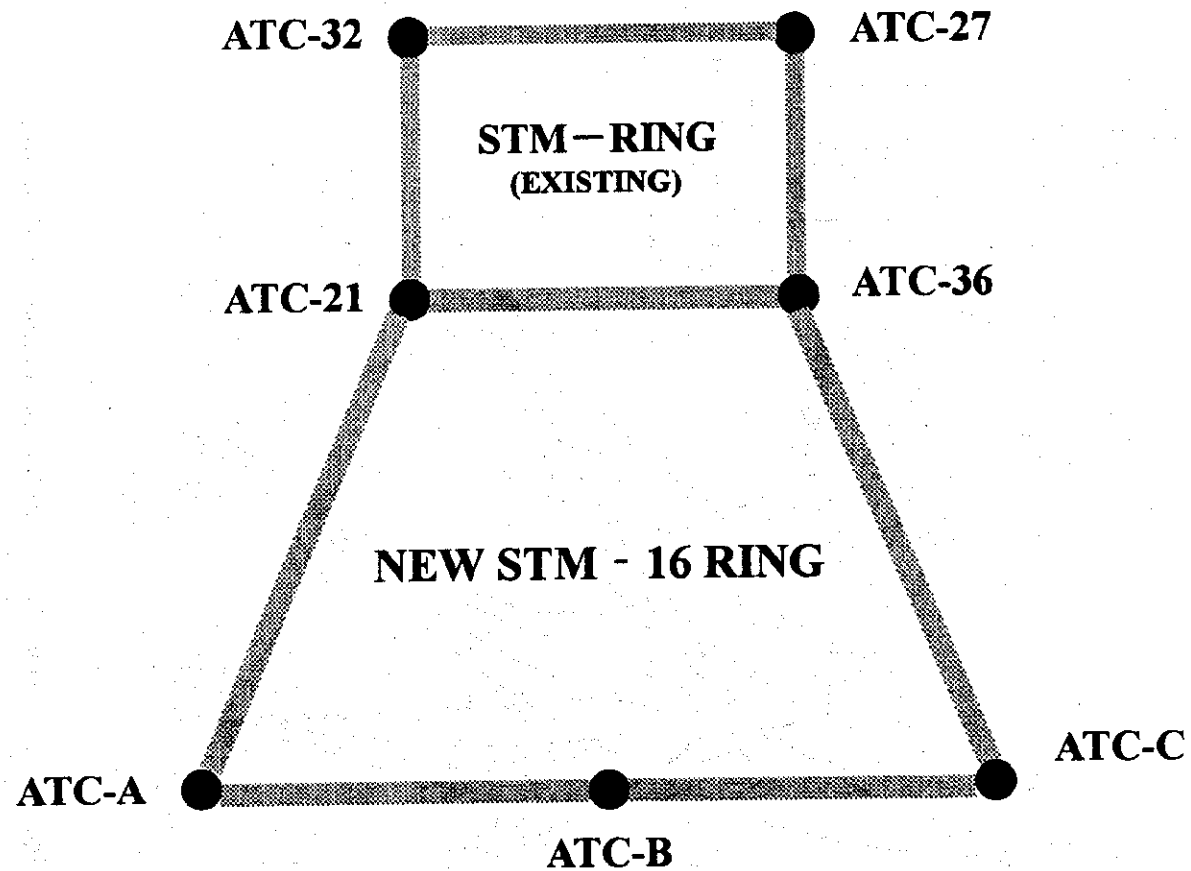 ATC-32
ATC-27
STM—RING
(EXISTING)
ATC-21
ATC-36
NEW STM - 16 RING
ATC-A
ATC-B
ATC-C